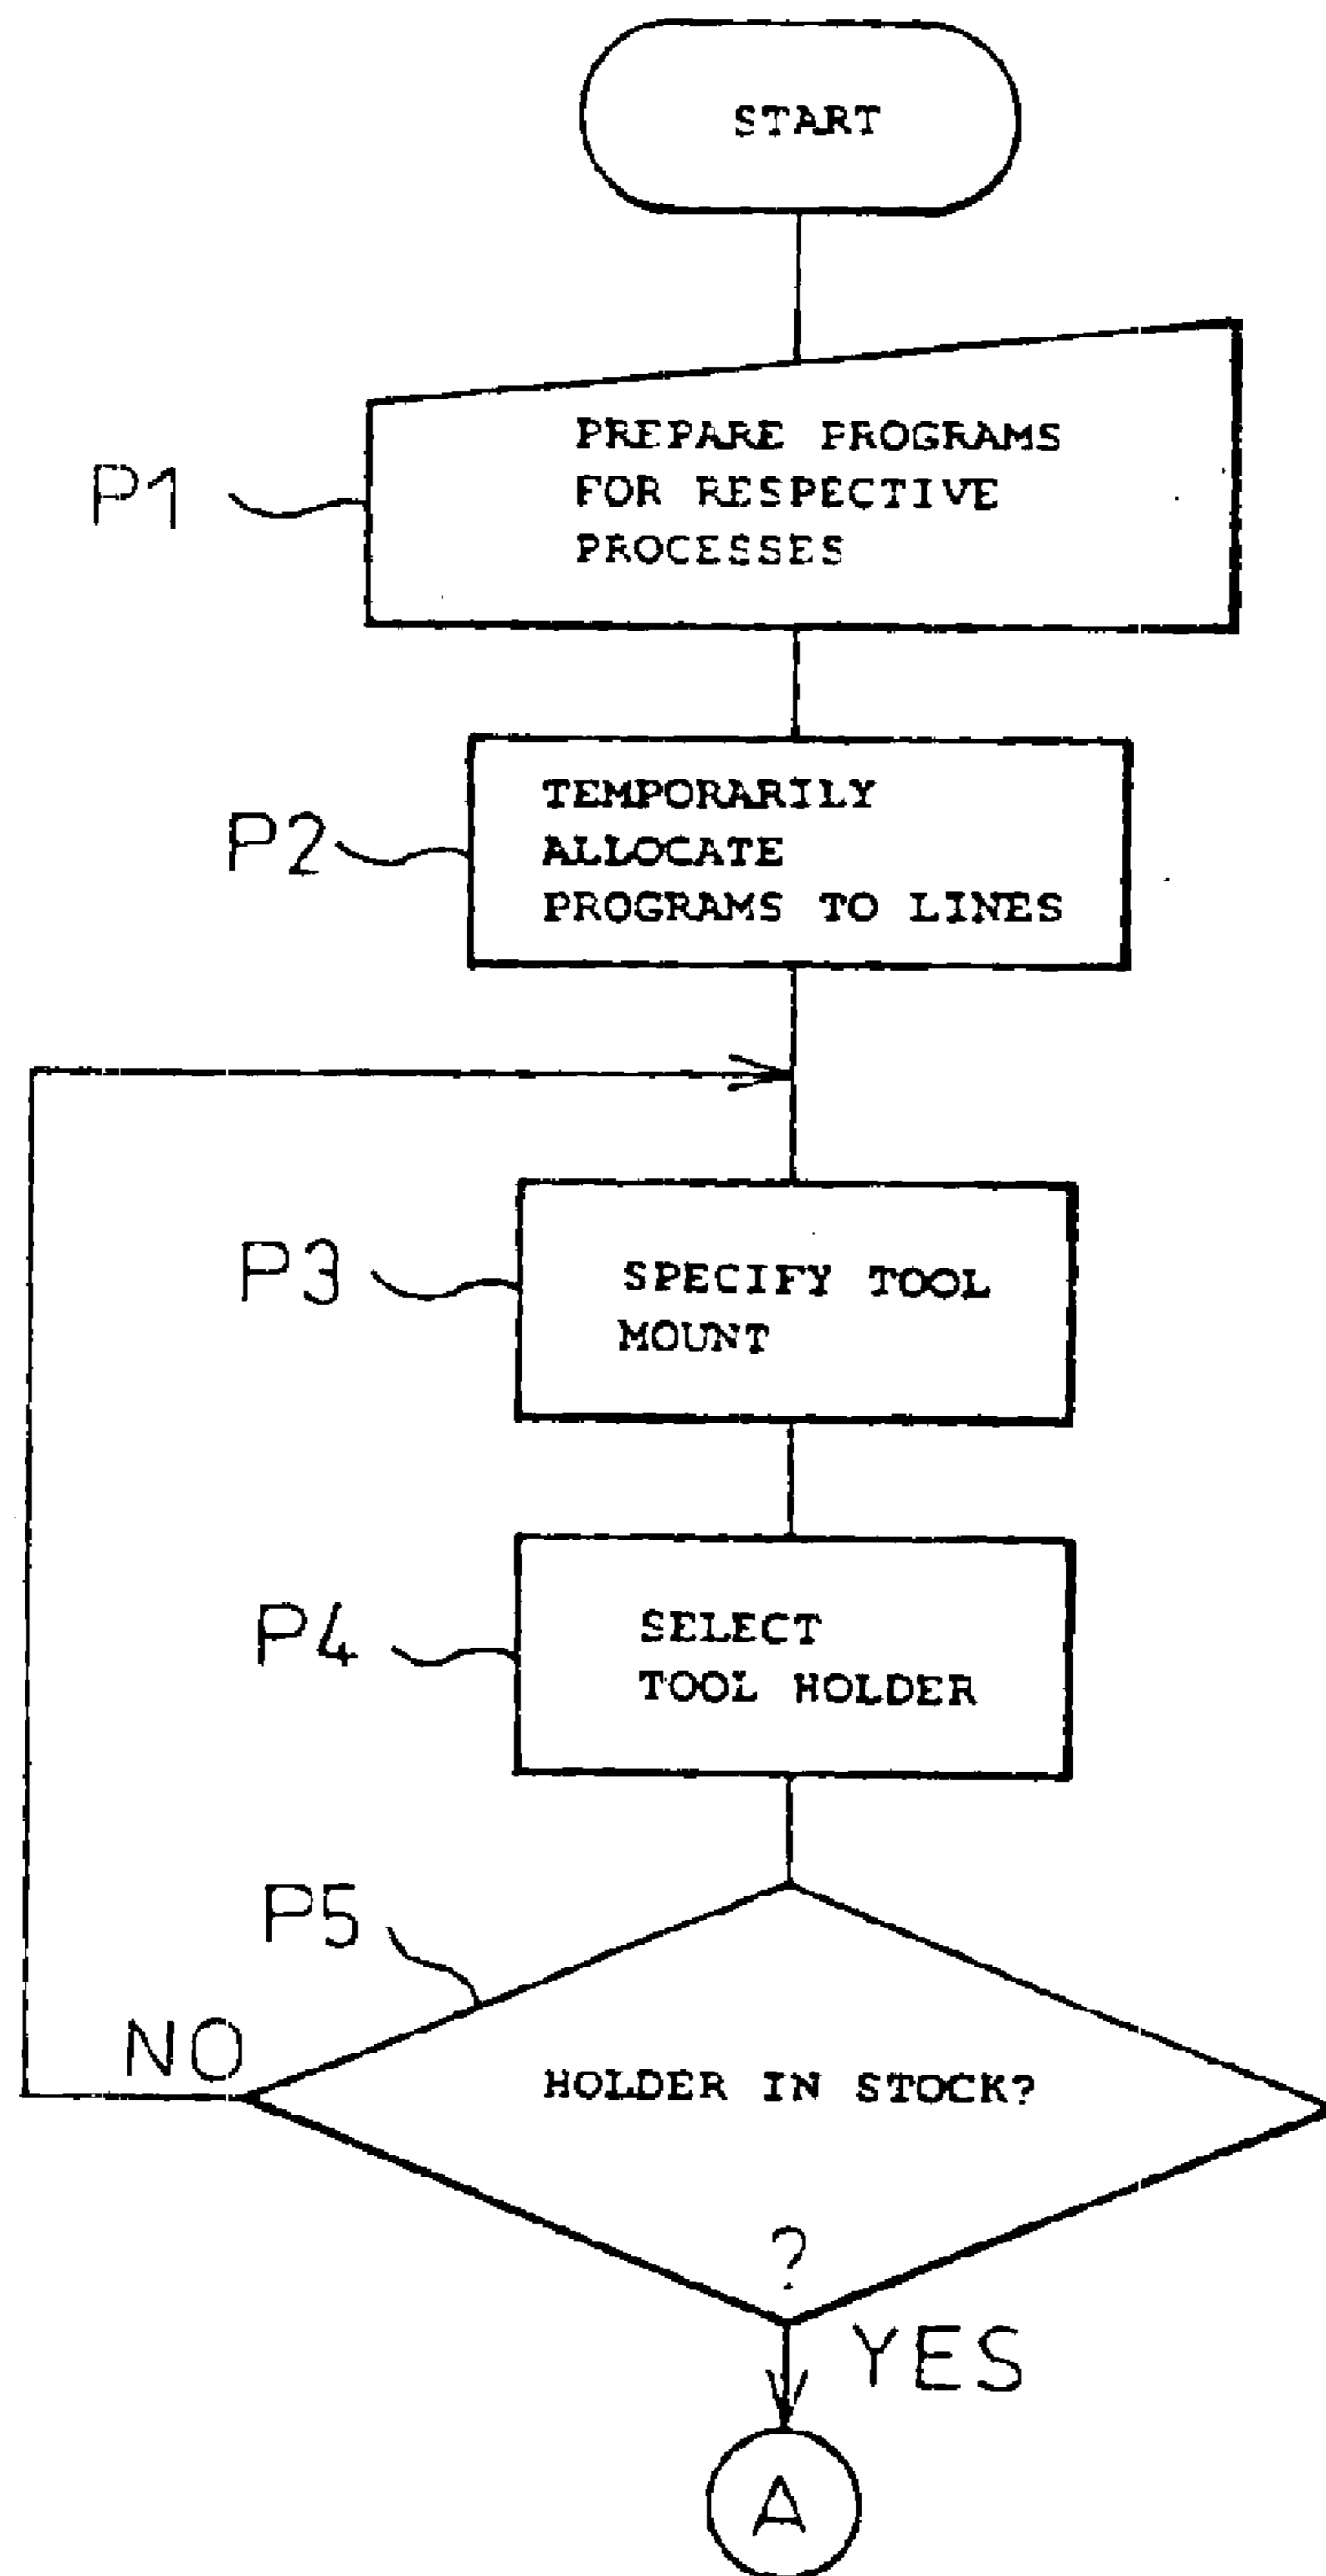 START
PREPARE PROGRAMS
P1
FOR RESPECTIVE
PROCESSES
TEMPORARILY
P2
ALLOCATE
PROGRAMS TO LINES
P3
SPECIFY TOOL
MOUNT
P4
SELECT
TOOL HOLDER
P5
NO
HOLDER IN STOCK?
?
YES
A